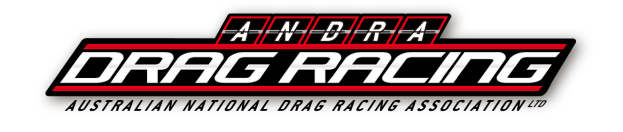 ANDRA
DRAG RACING
AUSTRALIAN NATIONAL DRAG RACING ASSOCIATION LTD